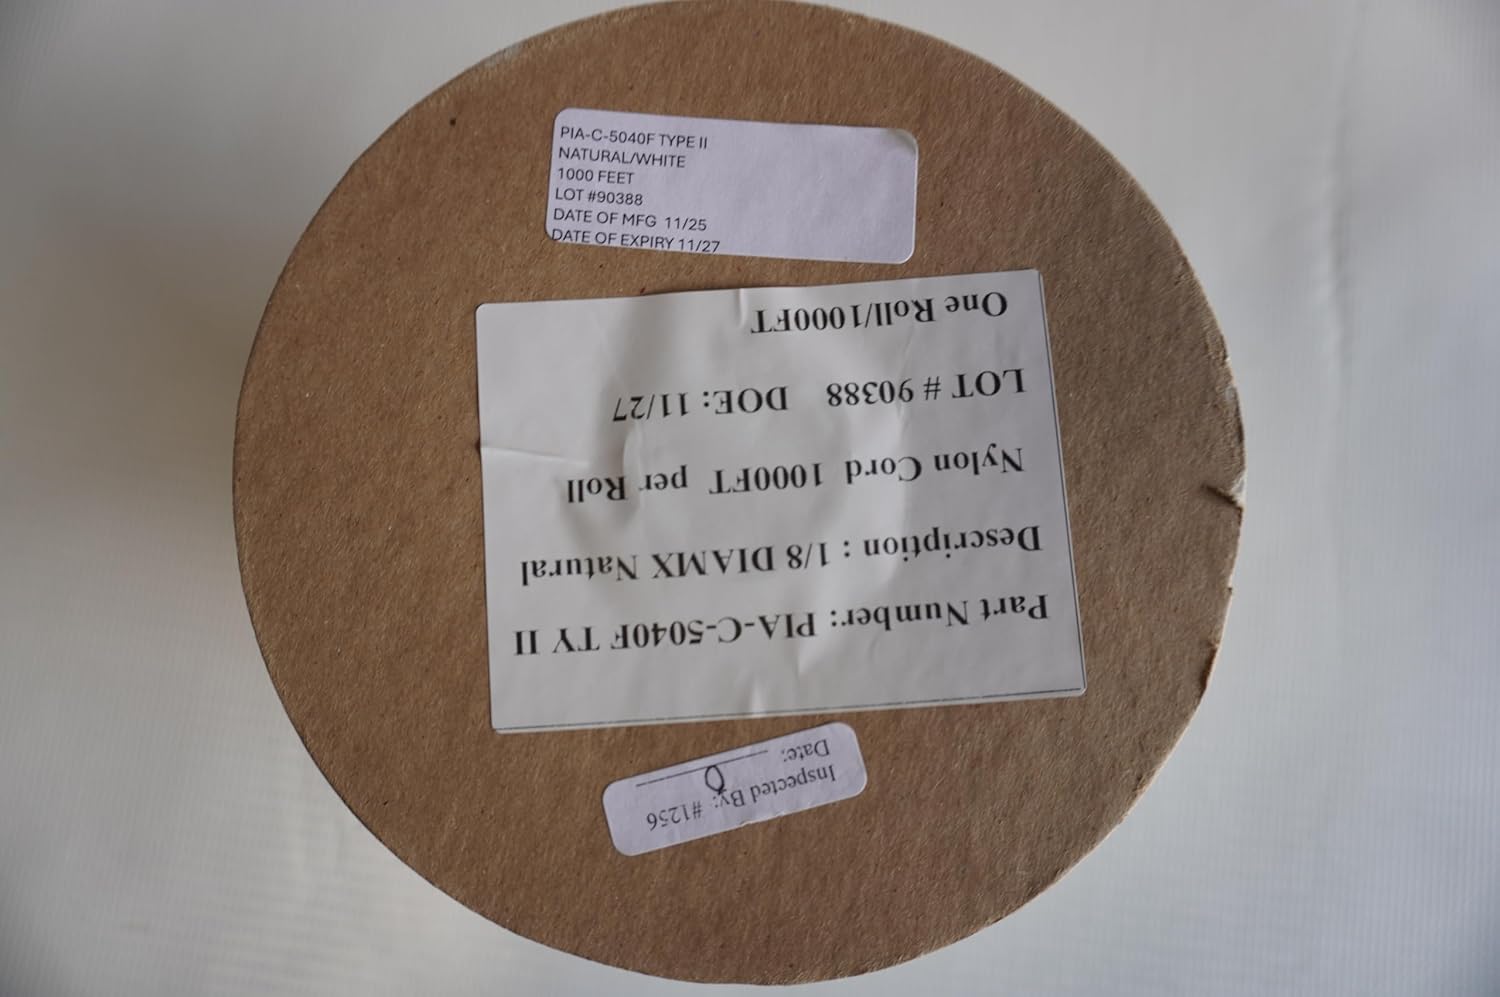 PIA-C-5040F TYPE II
NATURAL/WHITE
1000 FEET
LOT #90388
DATE OF MFG 11/25
DATE OF EXPIRY 11/27
Part Number: PIA-C-5040F TY II
Description : 1/8 DIAMX Natural
Nylon Cord 1000FT per Roll
LOT # 90388 DOE: 11/27
One Roll/1000FT
Inspected By: #1256
Date: